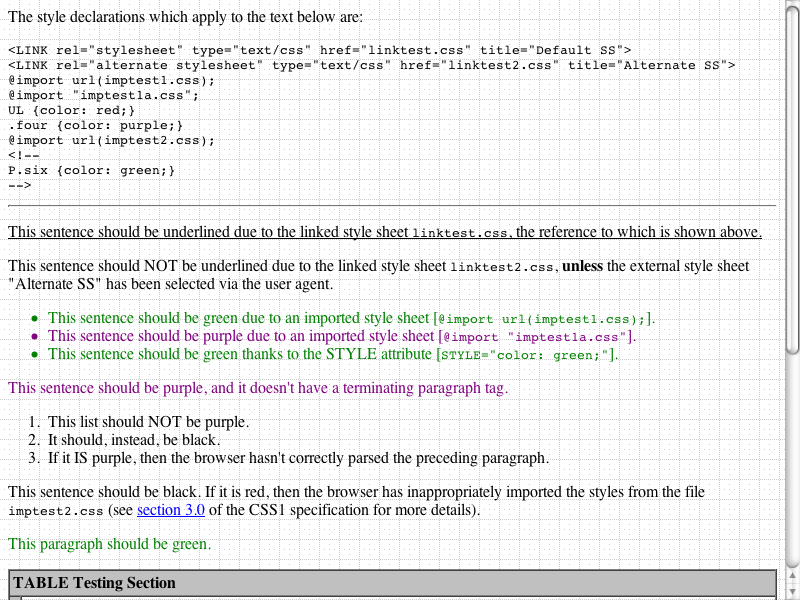 The style declarations which apply to the text below are:
<LINK rel="stylesheet" type="text/css" href="linktest.css" title="Default SS">
<LINK rel="alternate stylesheet" type="text/css" href="linktest2.css" title="Alternate SS">
@import url(imptest1.css);
@import "imptest1a.css";
UL {color: red;}
.four {color: purple;}
@import url(imptest2.css);
<!--
P.six {color: green;}
-->
This sentence should be underlined due to the linked style sheet linktest.css, the reference to which is shown above.
This sentence should NOT be underlined due to the linked style sheet linktest2.css, unless the external style sheet
"Alternate SS" has been selected via the user agent.
• This sentence should be green due to an imported style sheet [@import url(imptest1.css);].
• This sentence should be purple due to an imported style sheet [@import "imptest1a.css"].
• This sentence should be green thanks to the STYLE attribute [STYLE="color: green;"].
This sentence should be purple, and it doesn't have a terminating paragraph tag.
1. This list should NOT be purple.
2. It should, instead, be black.
3. If it IS purple, then the browser hasn't correctly parsed the preceding paragraph.
This sentence should be black. If it is red, then the browser has inappropriately imported the styles from the file
imptest2.css (see section 3.0 of the CSS1 specification for more details).
This paragraph should be green.
TABLE Testing Section